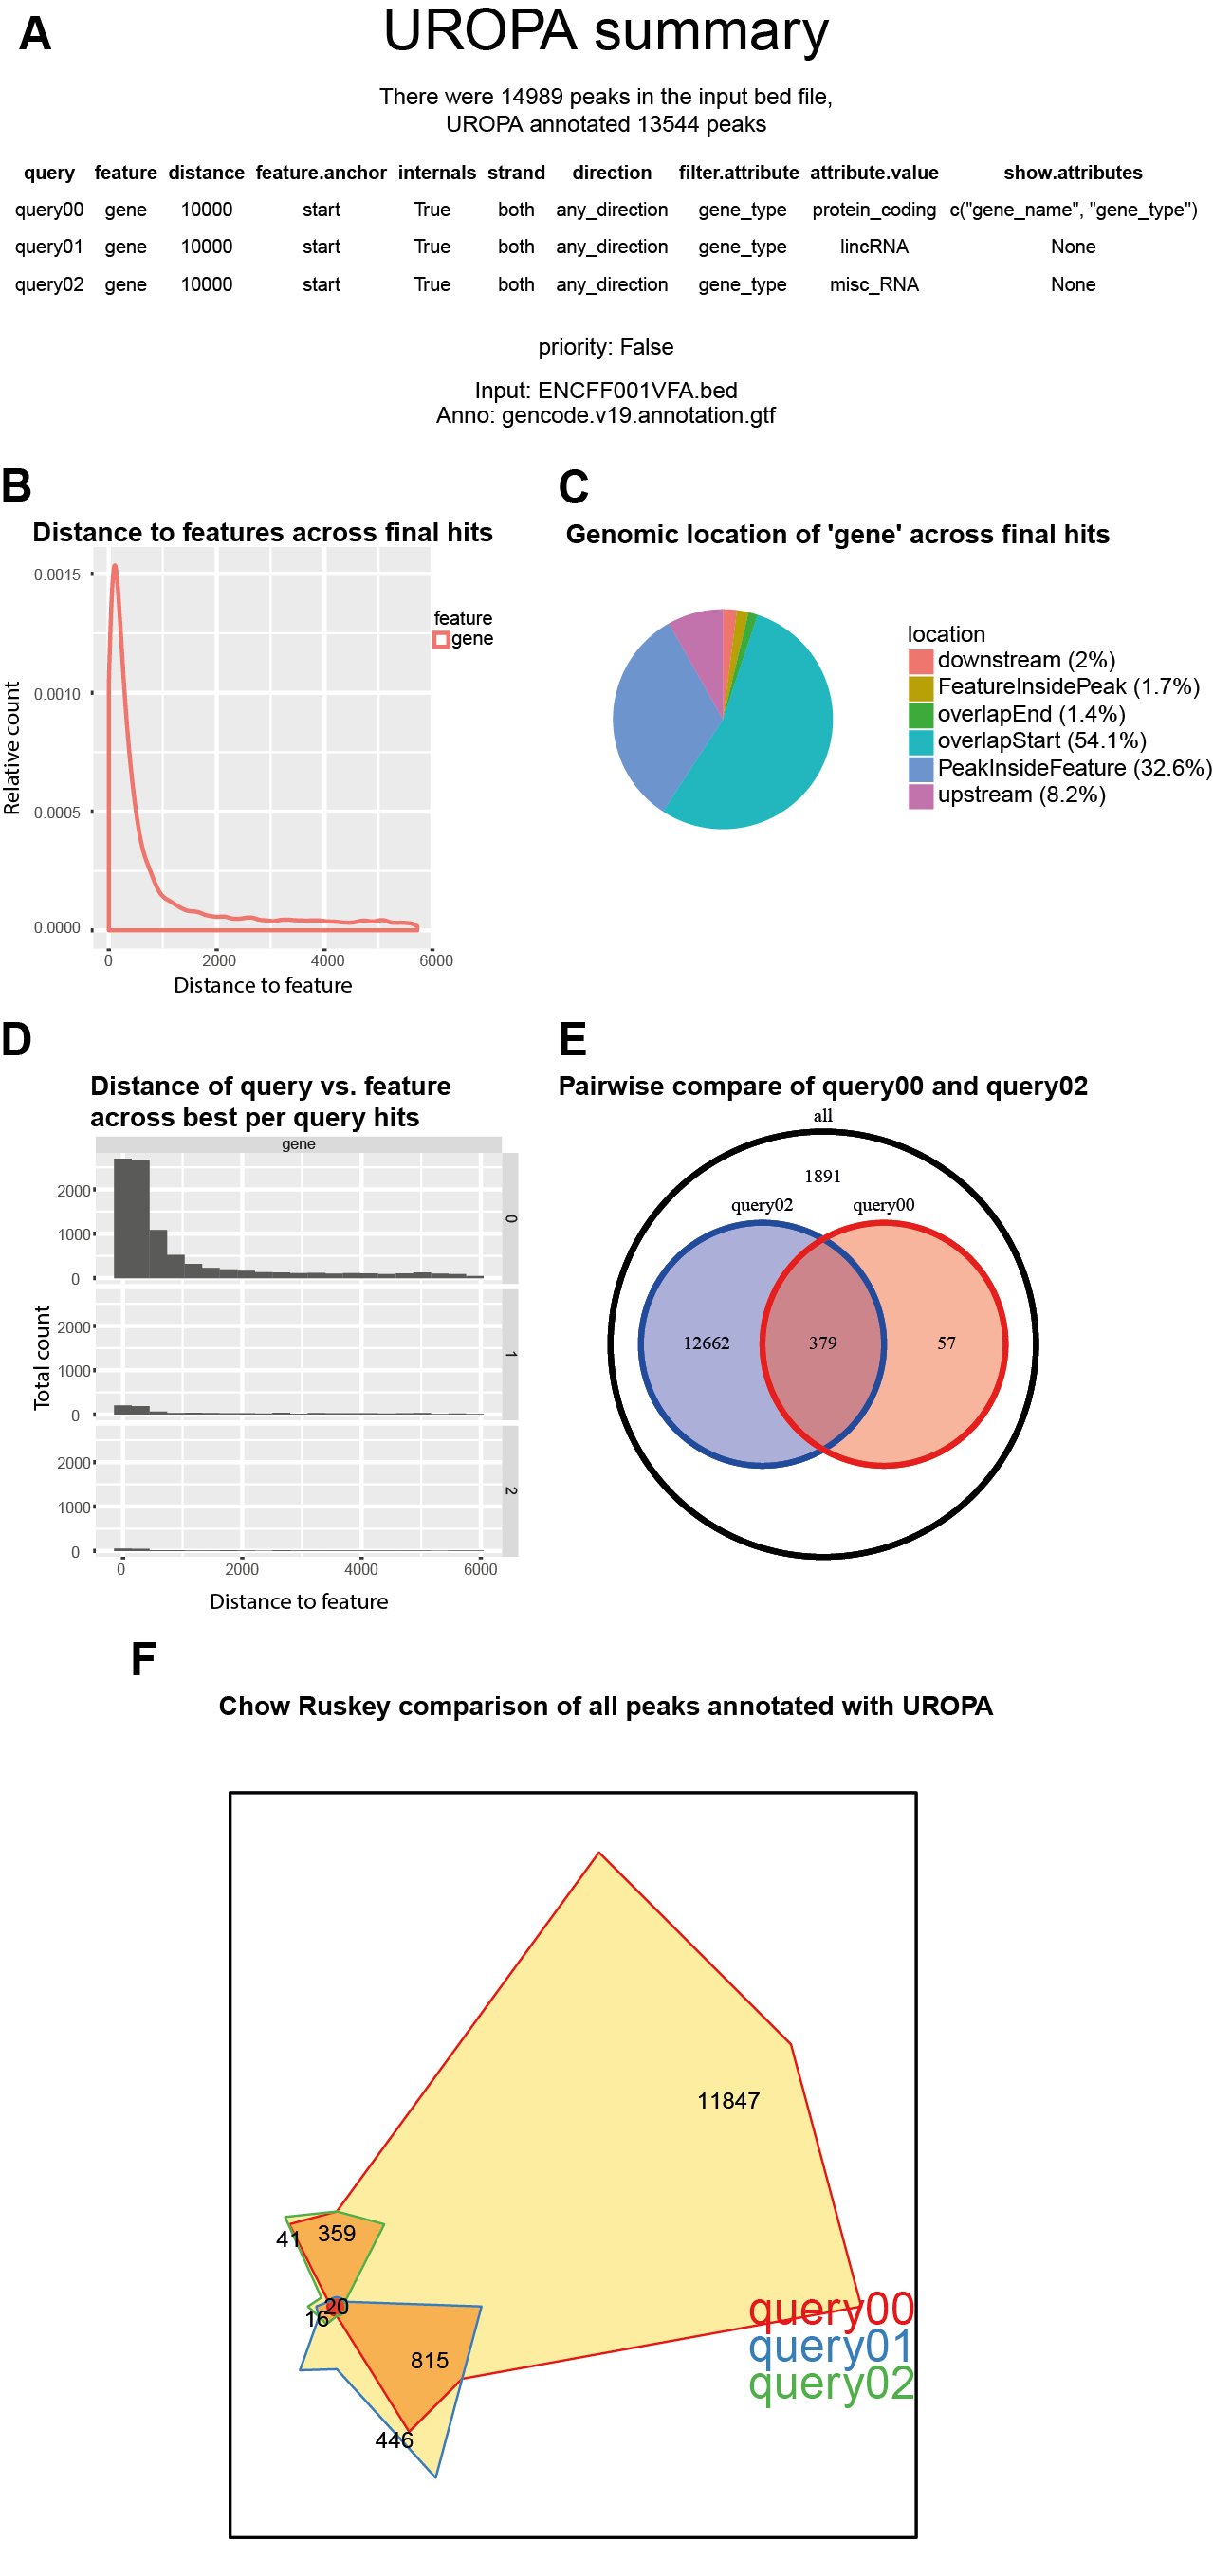 A
UROPA summary
There were 14989 peaks in the input bed file,
UROPA annotated 13544 peaks
query feature distance feature.anchor internals strand direction filter.attribute attribute.value show.attributes
query00 gene 10000 start True both any_direction gene_type protein_coding c("gene_name", "gene_type")
query01 gene 10000 start True both any_direction gene_type lincRNA None
query02 gene 10000 start True both any_direction gene_type misc_RNA None
priority: False
Input: ENCFF001VFA.bed
Anno: gencode.v19.annotation.gtf
B
Distance to features across final hits
0.0015
0.0010
0.0005
0.0000
Relative count
0 2000 4000 6000
Distance to feature
feature
gene
C
Genomic location of 'gene' across final hits
location
downstream (2%)
FeatureInsidePeak (1.7%)
overlapEnd (1.4%)
overlapStart (54.1%)
PeakInsideFeature (32.6%)
upstream (8.2%)
D
Distance of query vs. feature
across best per query hits
gene
2000
1000
0
0
2000
1000
0
1
2000
1000
0
2
Total count
0 2000 4000 6000
Distance to feature
E
Pairwise compare of query00 and query02
all
1891
query02 query00
12662 379 57
F
Chow Ruskey comparison of all peaks annotated with UROPA
11847
41 359
20
16
815
446
query00
query01
query02